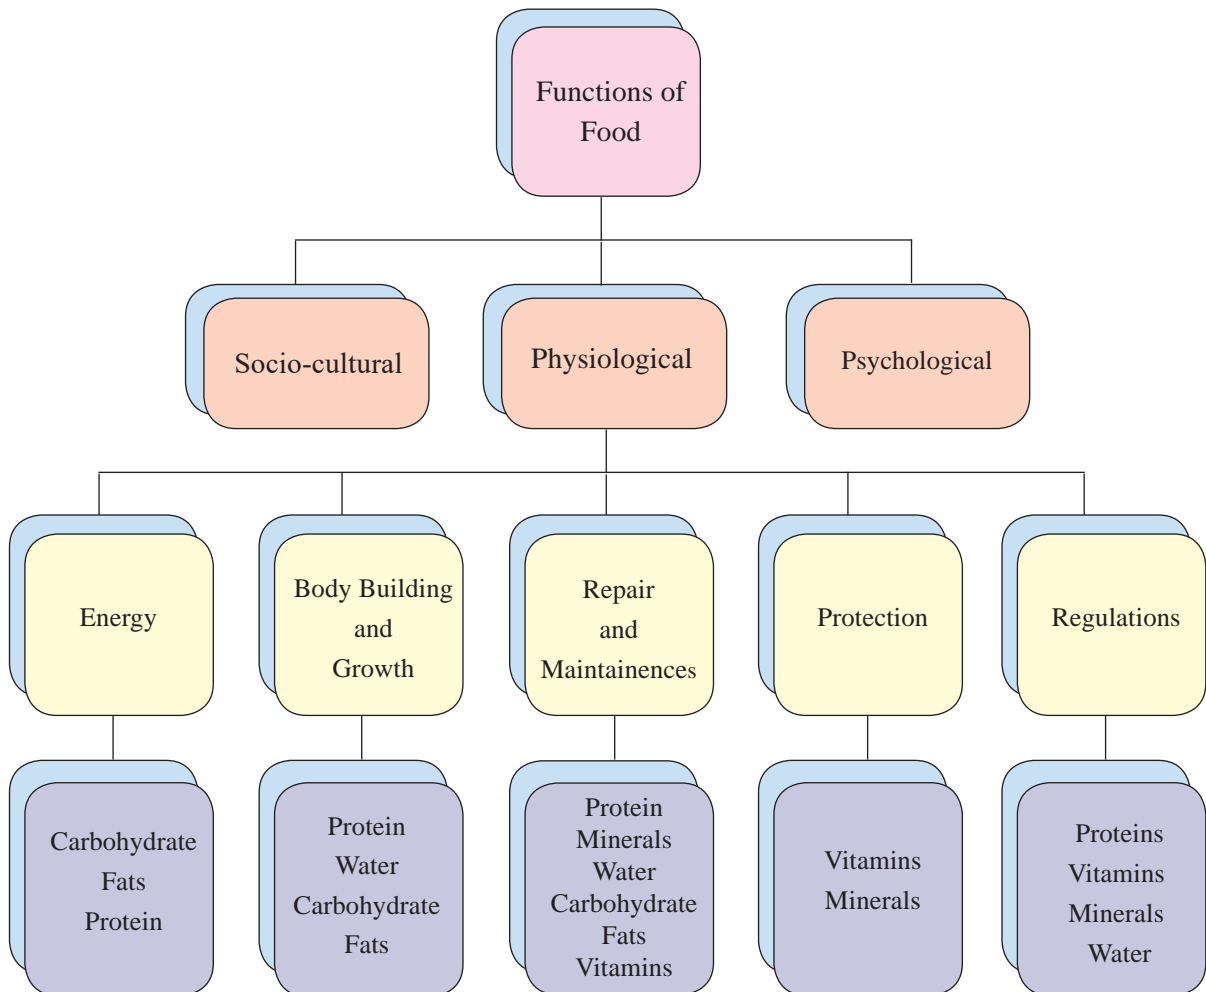 Functions of
Food
Socio-cultural
Physiological
Psychological
Energy
Body Building
and
Growth
Repair
and
Maintainences
Protection
Regulations
Carbohydrate
Fats
Protein
Protein
Water
Carbohydrate
Fats
Protein
Minerals
Water
Carbohydrate
Fats
Vitamins
Vitamins
Minerals
Proteins
Vitamins
Minerals
Water